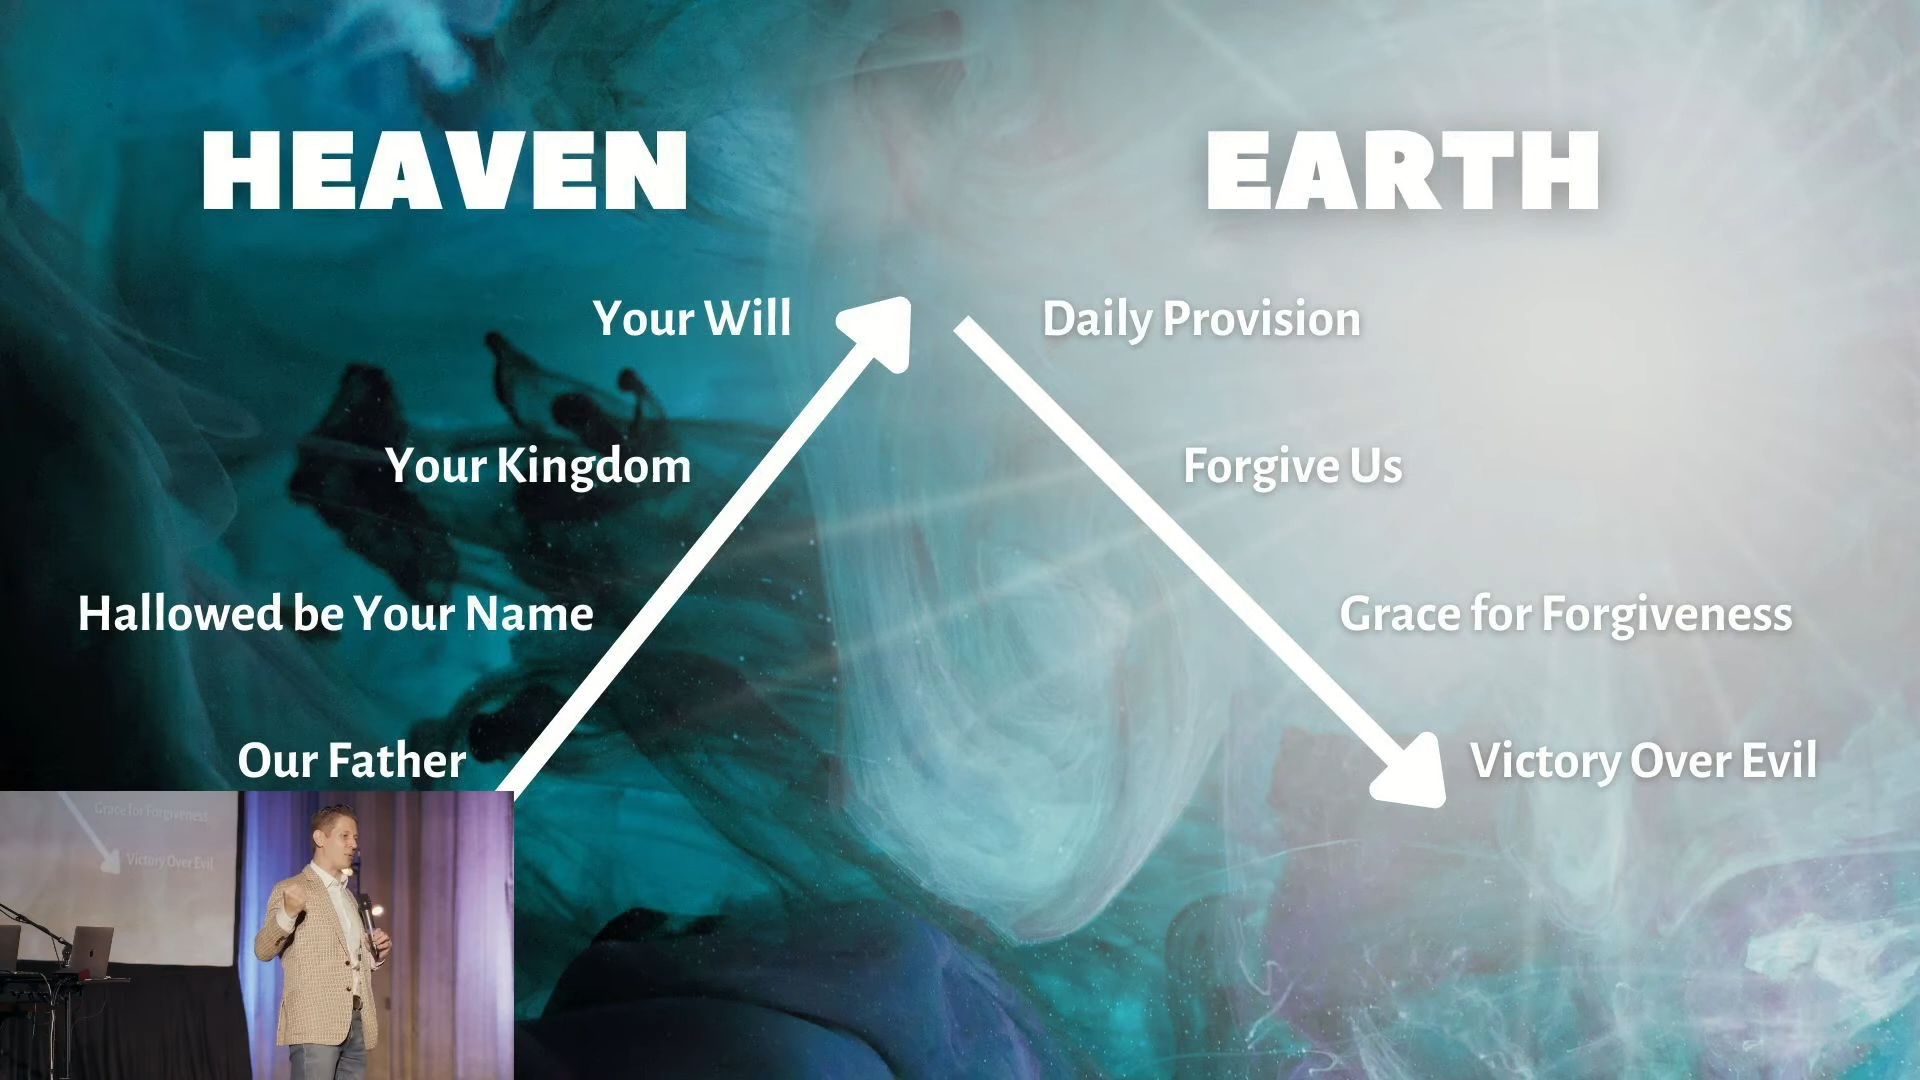 HEAVEN
EARTH
Your Will
Daily Provision
Your Kingdom
Forgive Us
Hallowed be Your Name
Grace for Forgiveness
Our Father
Victory Over Evil
Grace for Forgiveness
Victory Over Evil